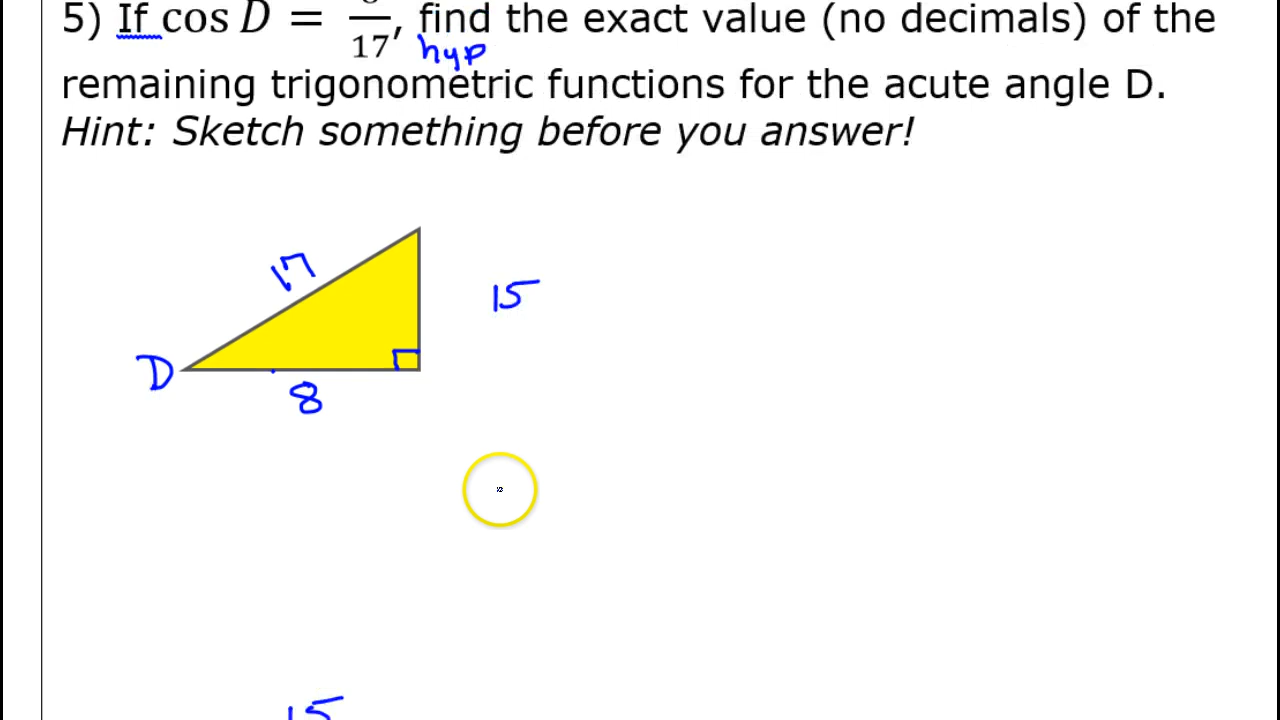 5) If cos D = /17, find the exact value (no decimals) of the
hyp
remaining trigonometric functions for the acute angle D.
Hint: Sketch something before you answer!
17
15
D
8
15